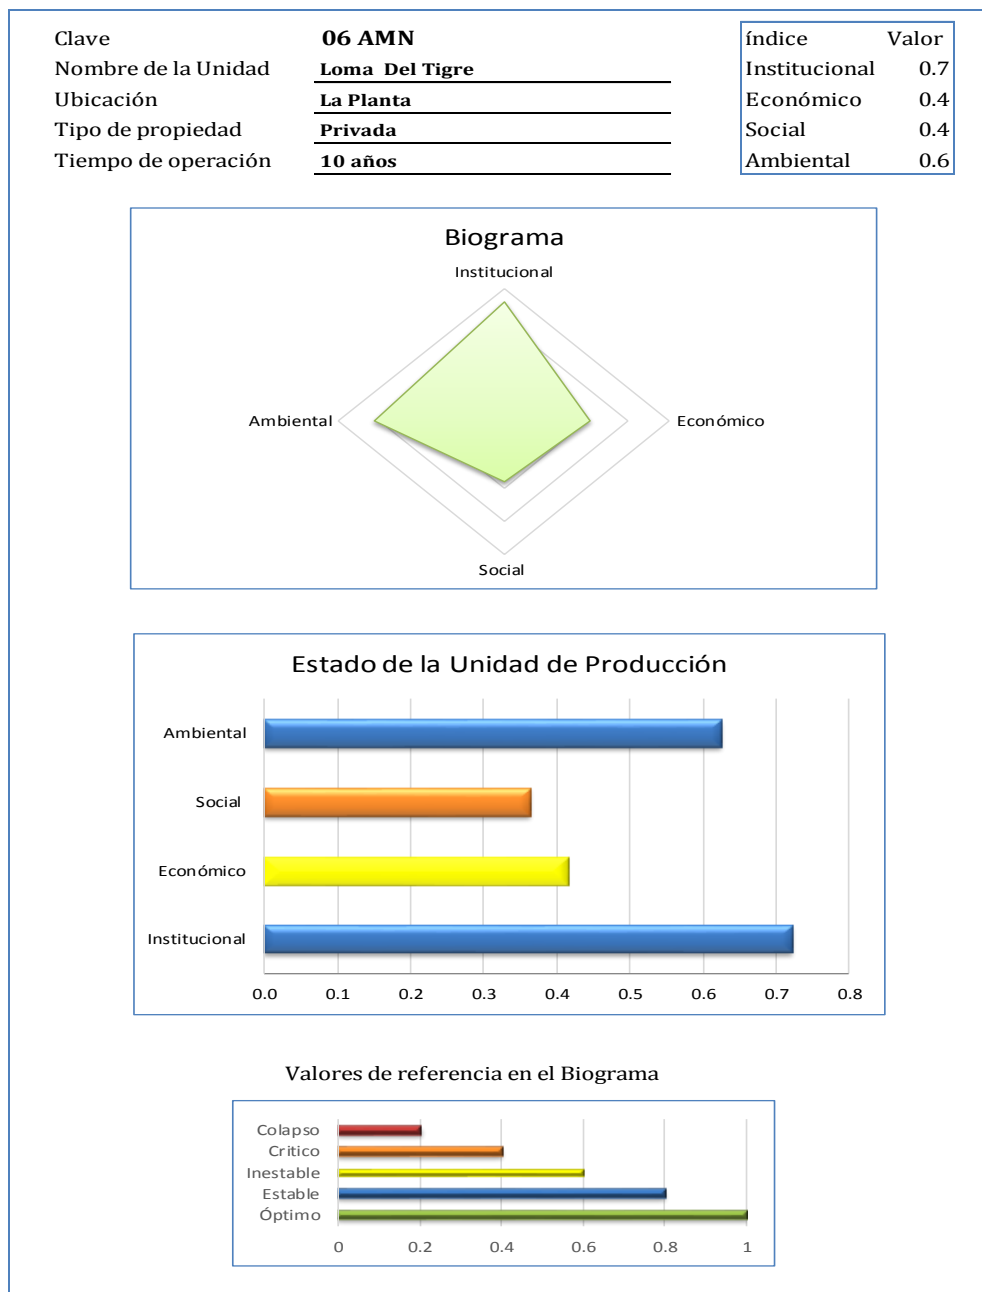 Clave 06 AMN
Nombre de la Unidad Loma Del Tigre
Ubicación La Planta
Tipo de propiedad Privada
Tiempo de operación 10 años
índice Valor
Institucional 0.7
Económico 0.4
Social 0.4
Ambiental 0.6
Biograma
Institucional
Ambiental
Económico
Social
Estado de la Unidad de Producción
Ambiental
Social
Económico
Institucional
0.0 0.1 0.2 0.3 0.4 0.5 0.6 0.7 0.8
Valores de referencia en el Biograma
Colapso
Critico
Inestable
Estable
Óptimo
0 0.2 0.4 0.6 0.8 1